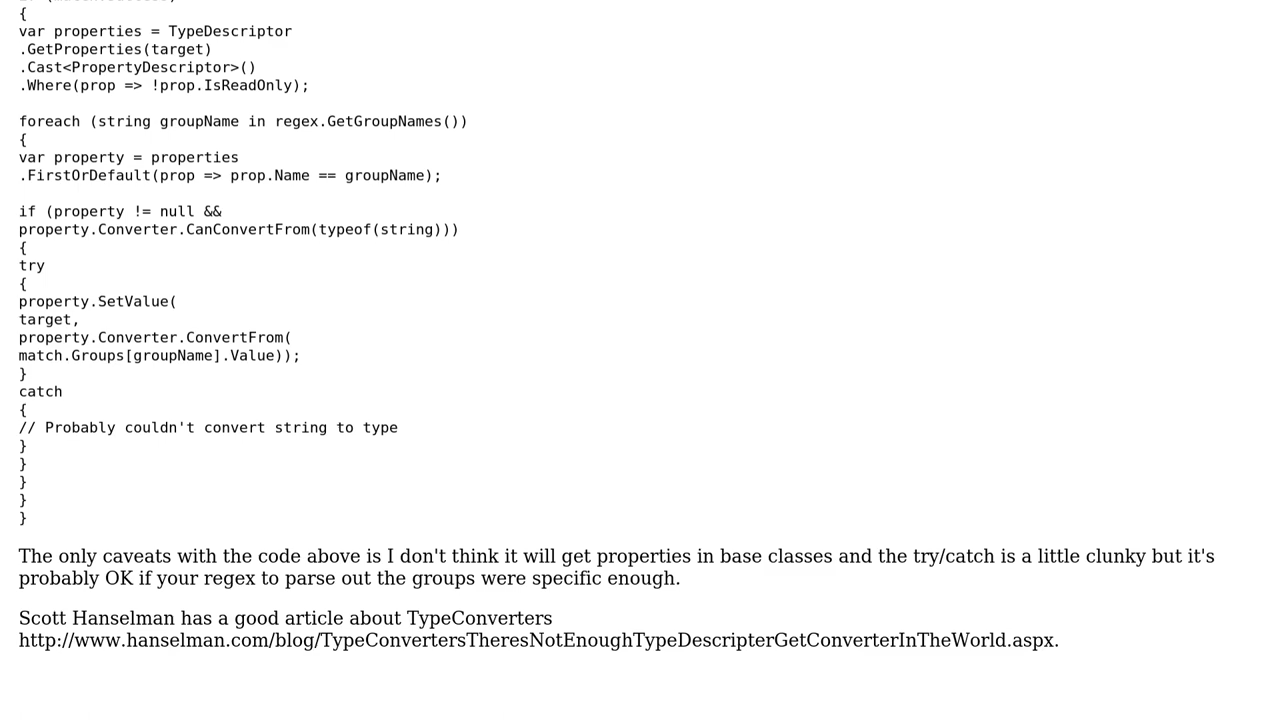 {
var properties = TypeDescriptor
.GetProperties(target)
.Cast<PropertyDescriptor>()
.Where(prop => !prop.IsReadOnly);
foreach (string groupName in regex.GetGroupNames())
{
var property = properties
.FirstOrDefault(prop => prop.Name == groupName);
if (property != null &&
property.Converter.CanConvertFrom(typeof(string)))
{
try
{
property.SetValue(
target,
property.Converter.ConvertFrom(
match.Groups[groupName].Value));
}
catch
{
// Probably couldn't convert string to type
}
}
}
}
}
The only caveats with the code above is I don't think it will get properties in base classes and the try/catch is a little clunky but it's
probably OK if your regex to parse out the groups were specific enough.
Scott Hanselman has a good article about TypeConverters
http://www.hanselman.com/blog/TypeConvertersTheresNotEnoughTypeDescripterGetConverterInTheWorld.aspx.